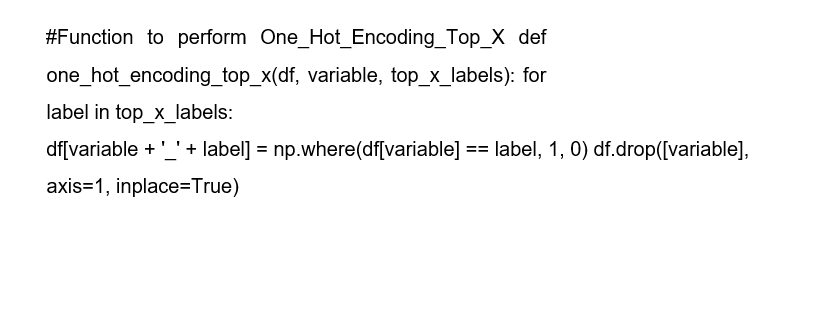 #Function to perform One_Hot_Encoding_Top_X def
one_hot_encoding_top_x(df, variable, top_x_labels): for
label in top_x_labels:
df[variable + '_' + label] = np.where(df[variable] == label, 1, 0) df.drop([variable],
axis=1, inplace=True)